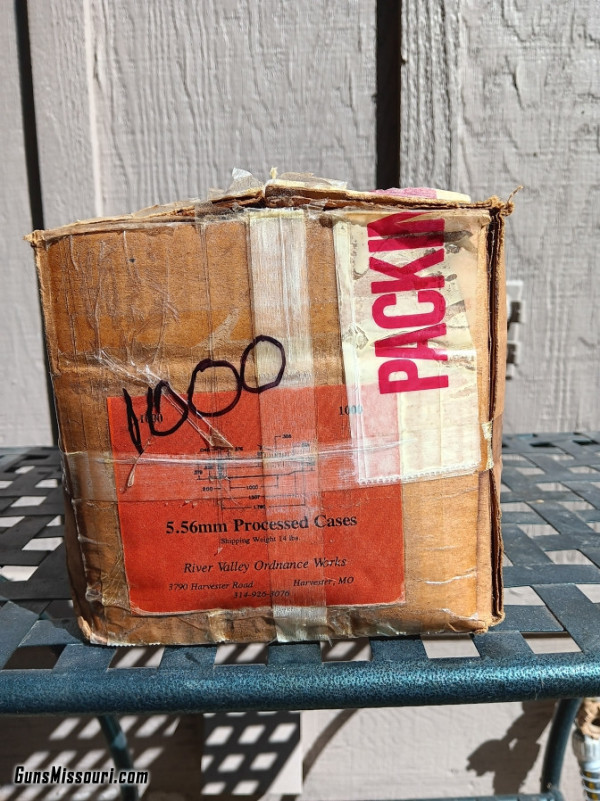 PACKIN
1000
1000 1000
5.56mm Processed Cases
Shipping Weight 14 lbs.
River Valley Ordnance Works
3790 Harvester Road Harvester, MO
314-926-3076
GunsMissouri.com